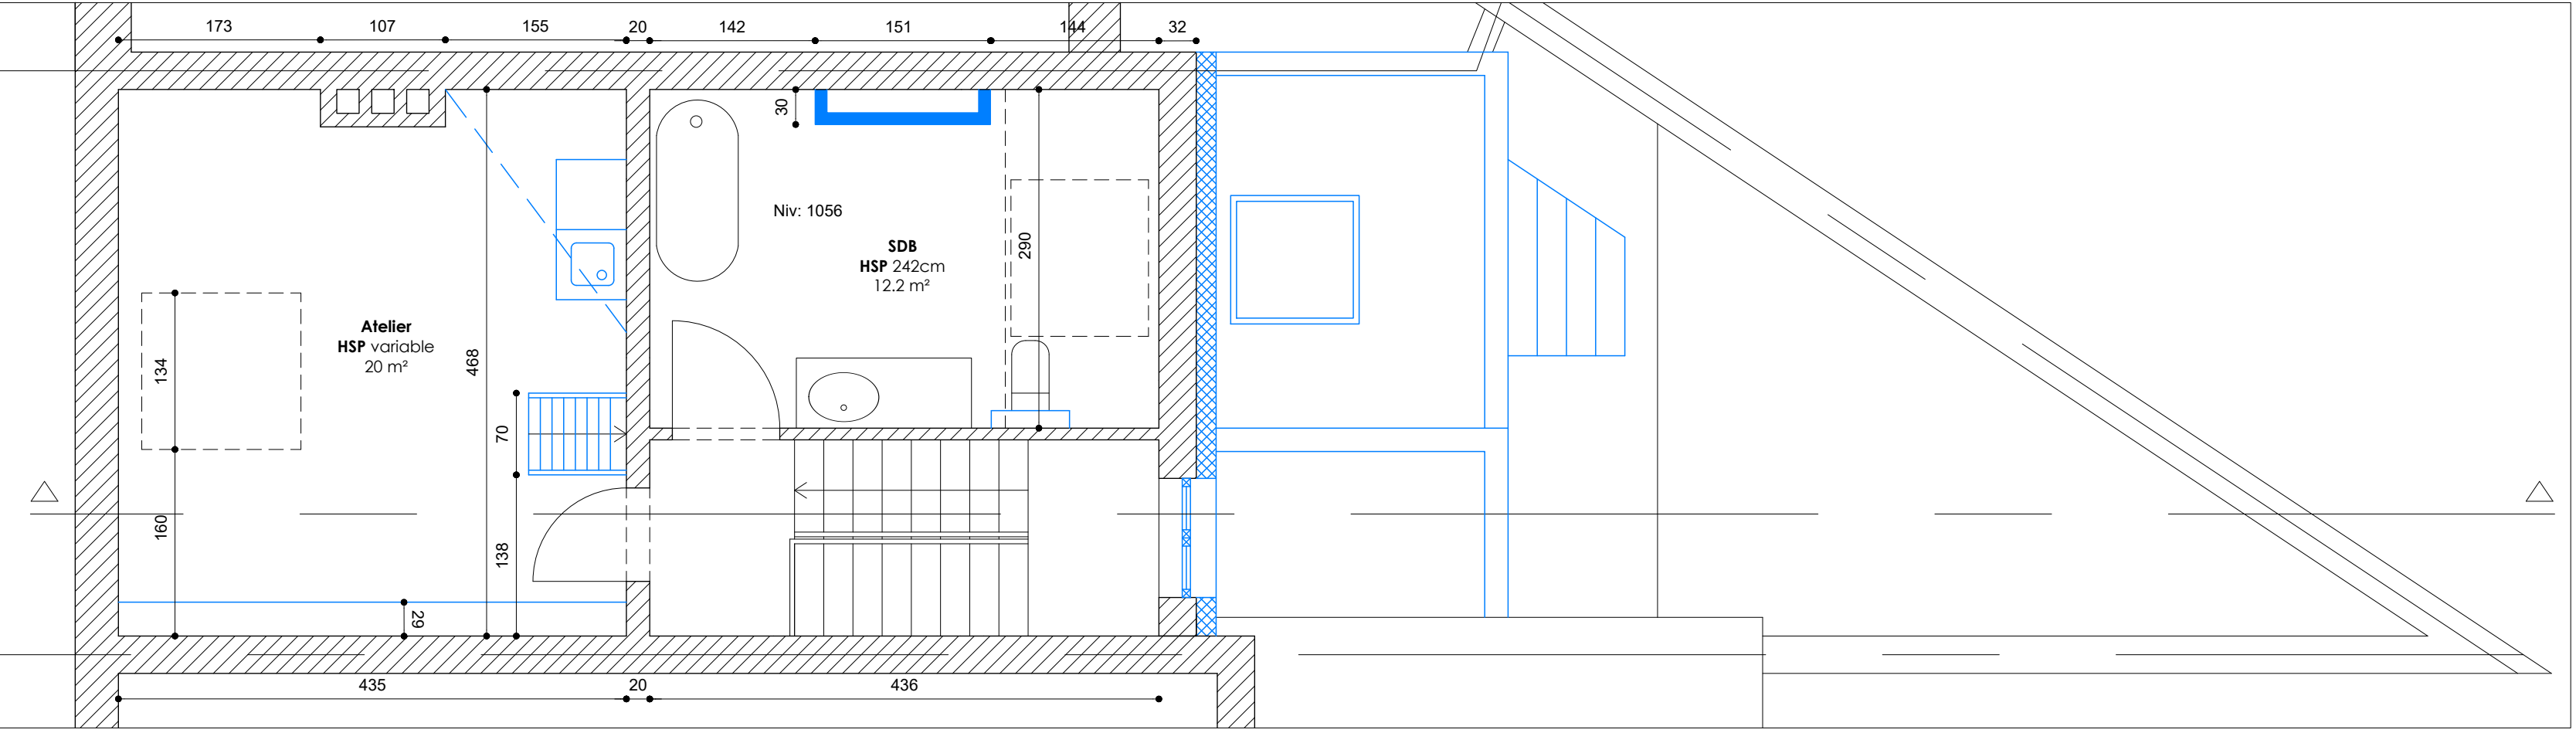 173
107
155
20
142
151
144
32
30
Niv: 1056
SDB
HSP 242cm
12.2 m²
290
Atelier
HSP variable
20 m²
134
468
70
160
138
29
435
20
436